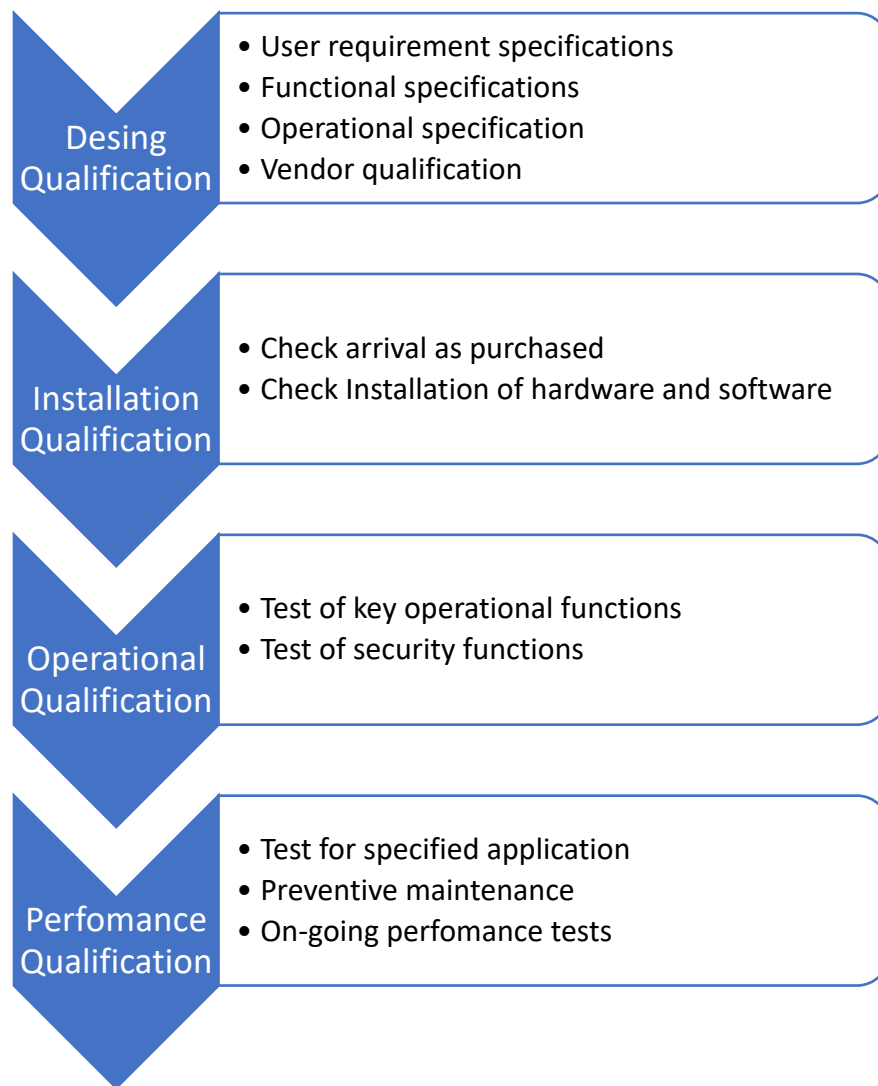 Desing
Qualification
• User requirement specifications
• Functional specifications
• Operational specification
• Vendor qualification
Installation
Qualification
• Check arrival as purchased
• Check Installation of hardware and software
Operational
Qualification
• Test of key operational functions
• Test of security functions
Perfomance
Qualification
• Test for specified application
• Preventive maintenance
• On-going perfomance tests